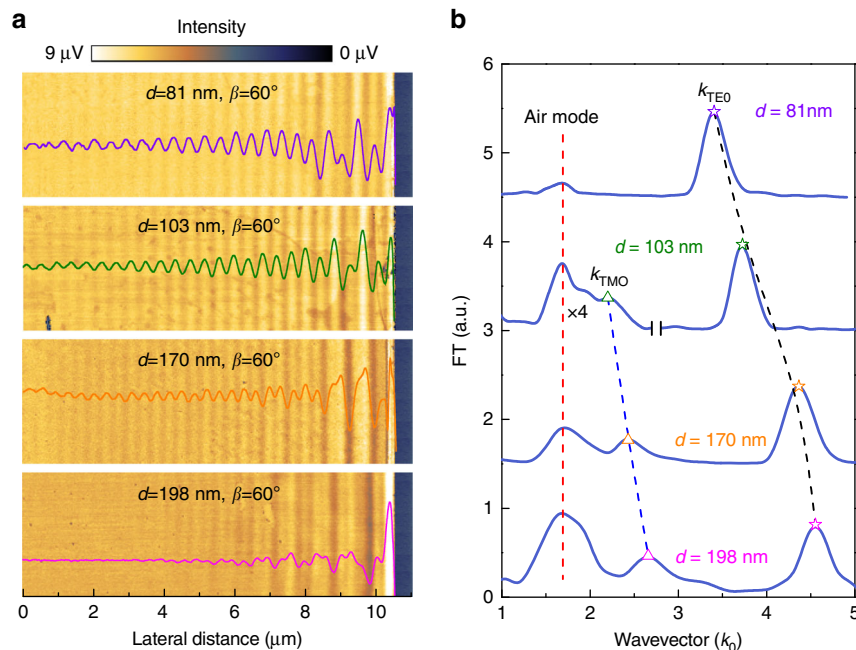 a
Intensity
9 μV
0 μV
d=81 nm, β=60°
d=103 nm, β=60°
d=170 nm, β=60°
d=198 nm, β=60°
0 2 4 6 8 10
Lateral distance (μm)
b
6
5
4
3
2
1
0
FT (a.u.)
kTE0
Air mode
d = 81nm
d = 103 nm
kTMO
×4
d = 170 nm
d = 198 nm
1 2 3 4 5
Wavevector (k0)